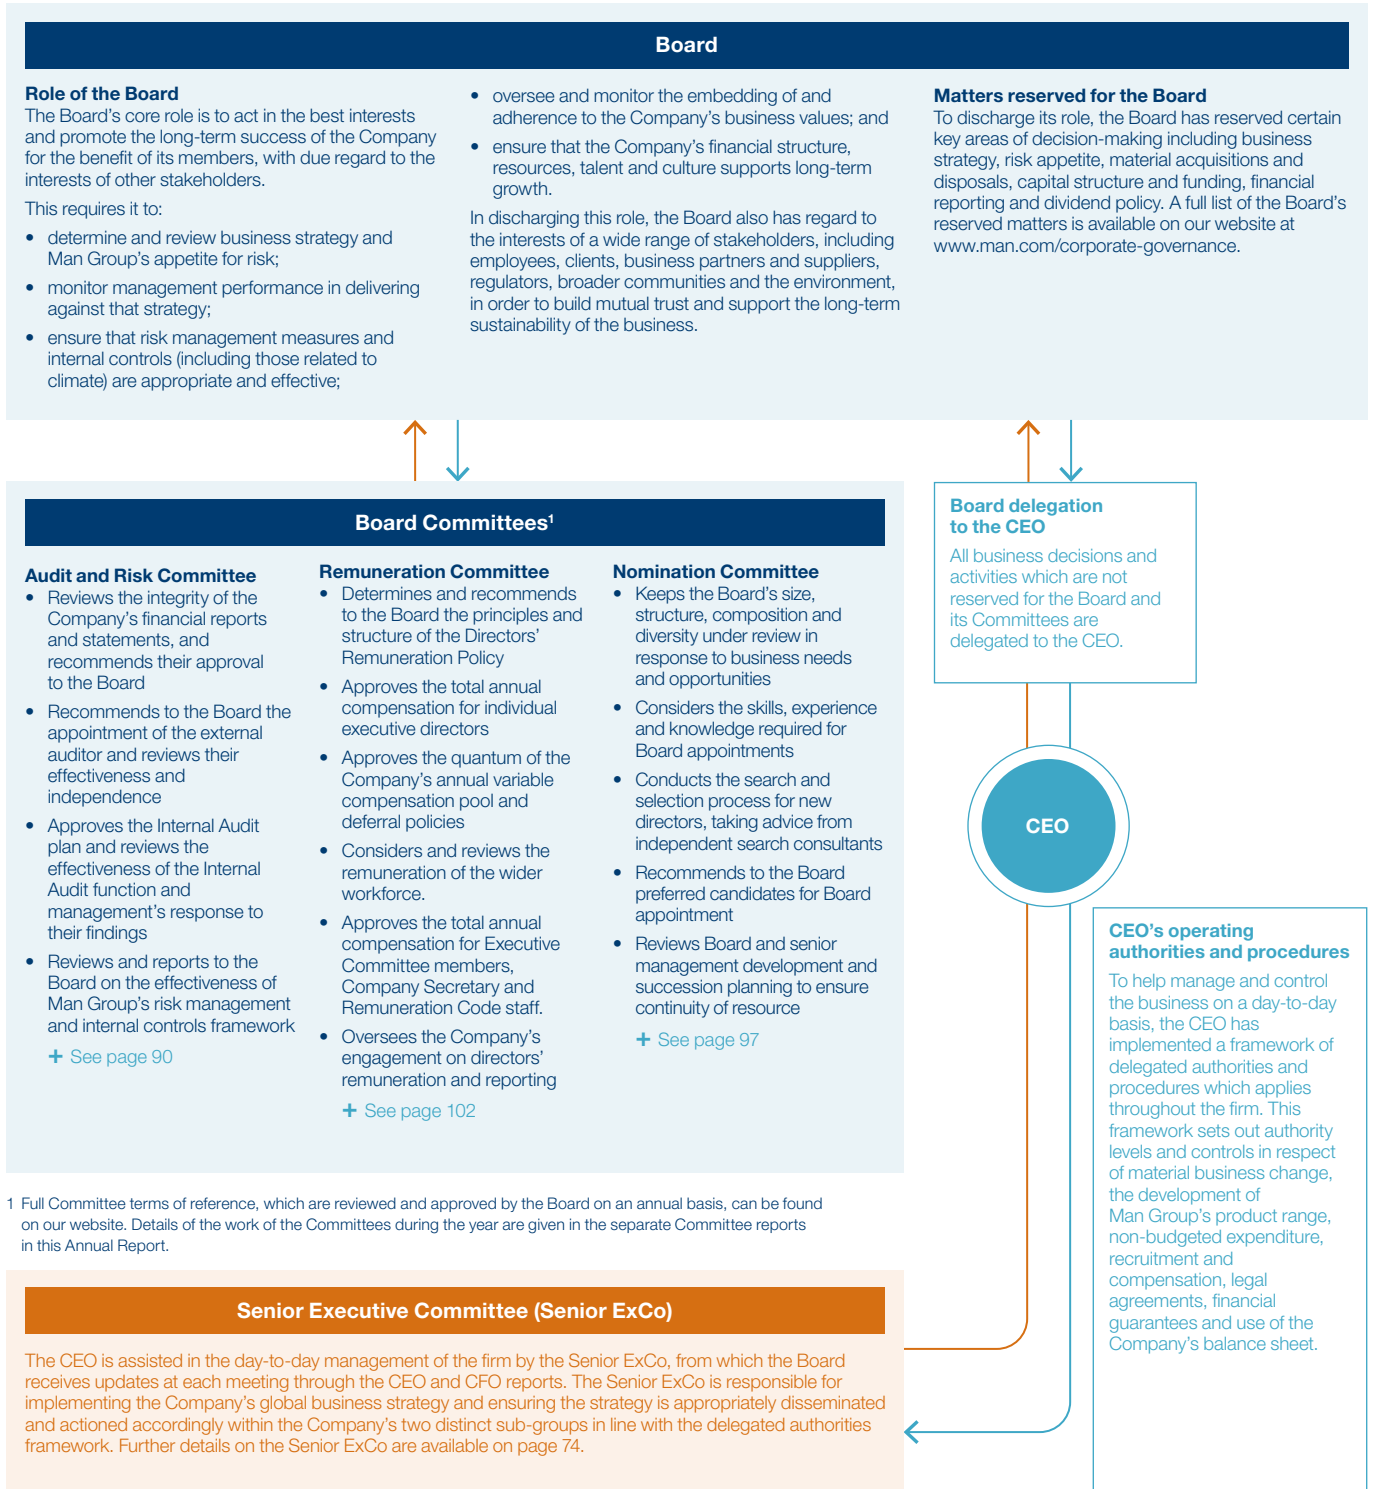 Board
Role of the Board
The Board's core role is to act in the best interests
and promote the long-term success of the Company
for the benefit of its members, with due regard to the
interests of other stakeholders.
This requires it to:
• determine and review business strategy and
Man Group's appetite for risk;
• monitor management performance in delivering
against that strategy;
• ensure that risk management measures and
internal controls (including those related to
climate) are appropriate and effective;
• oversee and monitor the embedding of and
adherence to the Company's business values; and
• ensure that the Company's financial structure,
resources, talent and culture supports long-term
growth.
In discharging this role, the Board also has regard to
the interests of a wide range of stakeholders, including
employees, clients, business partners and suppliers,
regulators, broader communities and the environment,
in order to build mutual trust and support the long-term
sustainability of the business.
Matters reserved for the Board
To discharge its role, the Board has reserved certain
key areas of decision-making including business
strategy, risk appetite, material acquisitions and
disposals, capital structure and funding, financial
reporting and dividend policy. A full list of the Board's
reserved matters is available on our website at
www.man.com/corporate-governance.
Board Committees¹
Audit and Risk Committee
• Reviews the integrity of the
Company's financial reports
and statements, and
recommends their approval
to the Board
• Recommends to the Board the
appointment of the external
auditor and reviews their
effectiveness and
independence
• Approves the Internal Audit
plan and reviews the
effectiveness of the Internal
Audit function and
management's response to
their findings
• Reviews and reports to the
Board on the effectiveness of
Man Group's risk management
and internal controls framework
+ See page 90
Remuneration Committee
• Determines and recommends
to the Board the principles and
structure of the Directors'
Remuneration Policy
• Approves the total annual
compensation for individual
executive directors
• Approves the quantum of the
Company's annual variable
compensation pool and
deferral policies
• Considers and reviews the
remuneration of the wider
workforce.
• Approves the total annual
compensation for Executive
Committee members,
Company Secretary and
Remuneration Code staff.
• Oversees the Company's
engagement on directors'
remuneration and reporting
+ See page 102
Nomination Committee
• Keeps the Board's size,
structure, composition and
diversity under review in
response to business needs
and opportunities
• Considers the skills, experience
and knowledge required for
Board appointments
• Conducts the search and
selection process for new
directors, taking advice from
independent search consultants
• Recommends to the Board
preferred candidates for Board
appointment
• Reviews Board and senior
management development and
succession planning to ensure
continuity of resource
+ See page 97
Board delegation
to the CEO
All business decisions and
activities which are not
reserved for the Board and
its Committees are
delegated to the CEO.
CEO
CEO's operating
authorities and procedures
To help manage and control
the business on a day-to-day
basis, the CEO has
implemented a framework of
delegated authorities and
procedures which applies
throughout the firm. This
framework sets out authority
levels and controls in respect
of material business change,
the development of
Man Group's product range,
non-budgeted expenditure,
recruitment and
compensation, legal
agreements, financial
guarantees and use of the
Company's balance sheet.
1 Full Committee terms of reference, which are reviewed and approved by the Board on an annual basis, can be found
on our website. Details of the work of the Committees during the year are given in the separate Committee reports
in this Annual Report.
Senior Executive Committee (Senior ExCo)
The CEO is assisted in the day-to-day management of the firm by the Senior ExCo, from which the Board
receives updates at each meeting through the CEO and CFO reports. The Senior ExCo is responsible for
implementing the Company's global business strategy and ensuring the strategy is appropriately disseminated
and actioned accordingly within the Company's two distinct sub-groups in line with the delegated authorities
framework. Further details on the Senior ExCo are available on page 74.